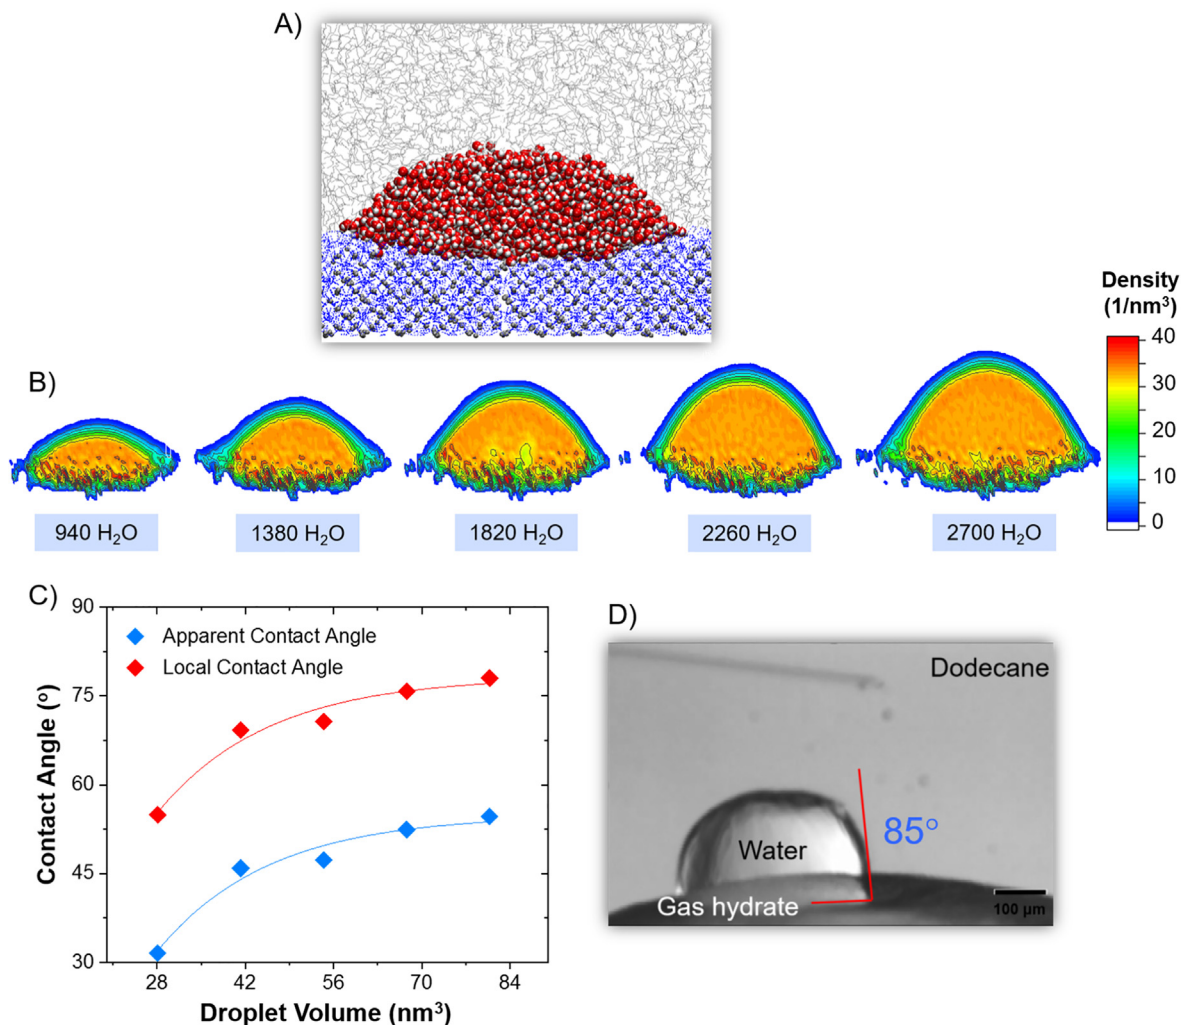 A)
Density
(1/nm³)
40
30
20
10
0
B)
940 H₂O
1380 H₂O
1820 H₂O
2260 H₂O
2700 H₂O
C)
90
75
60
45
30
Contact Angle (°)
Apparent Contact Angle
Local Contact Angle
28
42
56
70
84
Droplet Volume (nm³)
D)
Dodecane
85°
Water
Gas hydrate
100 μm